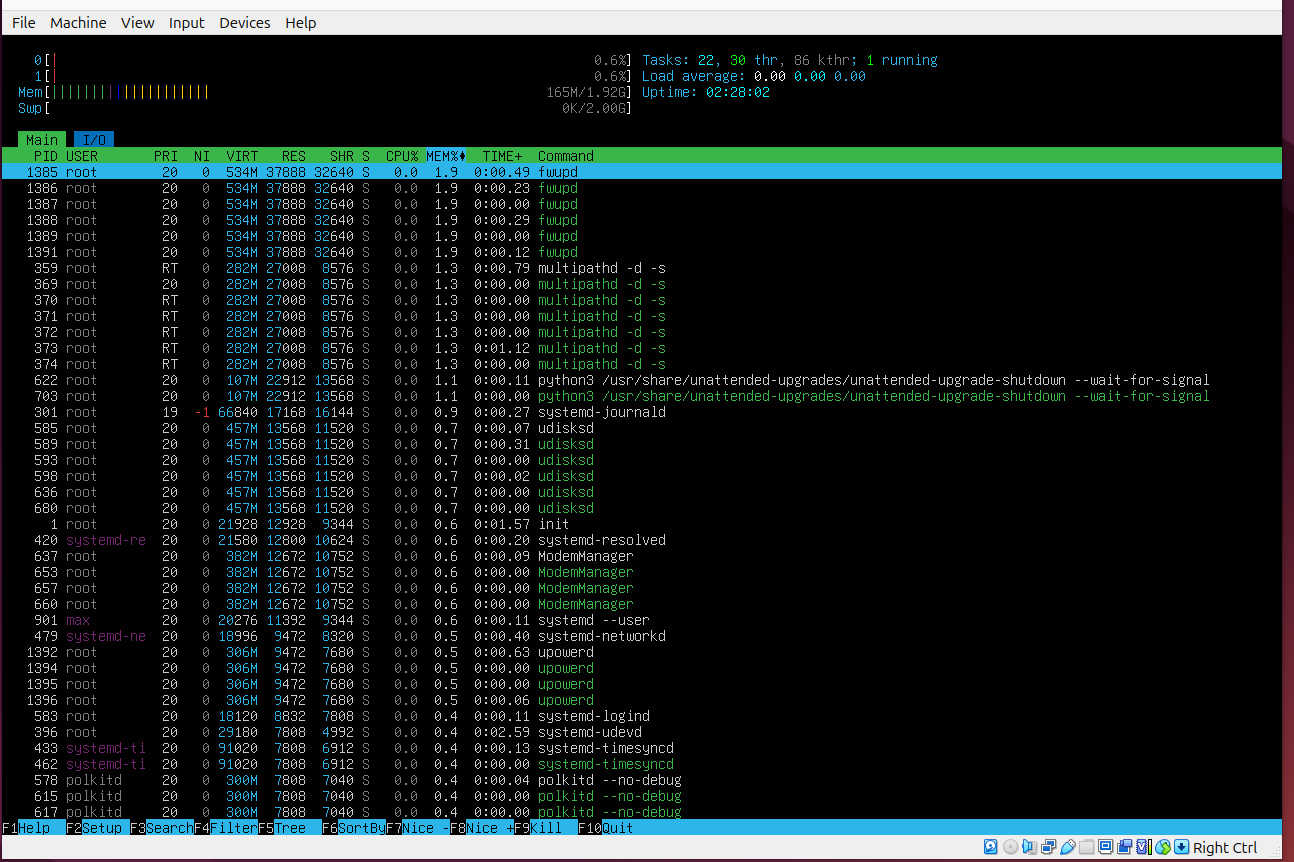 File Machine View Input Devices Help
0[| 0.6%] Tasks: 22, 30 thr, 86 kthr; 1 running
1[| 0.6%] Load average: 0.00 0.00 0.00
Mem[|||||||||||||||||||| 165M/1.92G] Uptime: 02:28:02
Swp[ 0K/2.00G]
Main I/O
PID USER PRI NI VIRT RES SHR S CPU% MEM% TIME+ Command
1385 root 20 0 534M 37888 32640 S 0.0 1.9 0:00.49 fwupd
1386 root 20 0 534M 37888 32640 S 0.0 1.9 0:00.23 fwupd
1387 root 20 0 534M 37888 32640 S 0.0 1.9 0:00.00 fwupd
1388 root 20 0 534M 37888 32640 S 0.0 1.9 0:00.29 fwupd
1389 root 20 0 534M 37888 32640 S 0.0 1.9 0:00.00 fwupd
1391 root 20 0 534M 37888 32640 S 0.0 1.9 0:00.12 fwupd
359 root RT 0 282M 27008 8576 S 0.0 1.3 0:00.79 multipathd -d -s
369 root 20 0 282M 27008 8576 S 0.0 1.3 0:00.00 multipathd -d -s
370 root RT 0 282M 27008 8576 S 0.0 1.3 0:00.00 multipathd -d -s
371 root RT 0 282M 27008 8576 S 0.0 1.3 0:00.00 multipathd -d -s
372 root RT 0 282M 27008 8576 S 0.0 1.3 0:00.00 multipathd -d -s
373 root RT 0 282M 27008 8576 S 0.0 1.3 0:01.12 multipathd -d -s
374 root RT 0 282M 27008 8576 S 0.0 1.3 0:00.00 multipathd -d -s
622 root 20 0 107M 22912 13568 S 0.0 1.1 0:00.11 python3 /usr/share/unattended-upgrades/unattended-upgrade-shutdown --wait-for-signal
703 root 20 0 107M 22912 13568 S 0.0 1.1 0:00.00 python3 /usr/share/unattended-upgrades/unattended-upgrade-shutdown --wait-for-signal
301 root 19 -1 66840 17168 16144 S 0.0 0.9 0:00.27 systemd-journald
585 root 20 0 457M 13568 11520 S 0.0 0.7 0:00.07 udisksd
589 root 20 0 457M 13568 11520 S 0.0 0.7 0:00.31 udisksd
593 root 20 0 457M 13568 11520 S 0.0 0.7 0:00.00 udisksd
598 root 20 0 457M 13568 11520 S 0.0 0.7 0:00.02 udisksd
636 root 20 0 457M 13568 11520 S 0.0 0.7 0:00.00 udisksd
680 root 20 0 457M 13568 11520 S 0.0 0.7 0:00.00 udisksd
1 root 20 0 21928 12928 9344 S 0.0 0.6 0:01.57 init
420 systemd-re 20 0 21580 12800 10624 S 0.0 0.6 0:00.20 systemd-resolved
637 root 20 0 382M 12672 10752 S 0.0 0.6 0:00.09 ModemManager
653 root 20 0 382M 12672 10752 S 0.0 0.6 0:00.00 ModemManager
657 root 20 0 382M 12672 10752 S 0.0 0.6 0:00.00 ModemManager
660 root 20 0 382M 12672 10752 S 0.0 0.6 0:00.00 ModemManager
901 max 20 0 20276 11392 9344 S 0.0 0.6 0:00.11 systemd --user
479 systemd-ne 20 0 18996 9472 8320 S 0.0 0.5 0:00.40 systemd-networkd
1392 root 20 0 306M 9472 7680 S 0.0 0.5 0:00.63 upowerd
1394 root 20 0 306M 9472 7680 S 0.0 0.5 0:00.00 upowerd
1395 root 20 0 306M 9472 7680 S 0.0 0.5 0:00.00 upowerd
1396 root 20 0 306M 9472 7680 S 0.0 0.5 0:00.06 upowerd
583 root 20 0 18120 8832 7808 S 0.0 0.4 0:00.11 systemd-logind
396 root 20 0 29180 7808 4992 S 0.0 0.4 0:02.59 systemd-udevd
433 systemd-ti 20 0 91020 7808 6912 S 0.0 0.4 0:00.13 systemd-timesyncd
462 systemd-ti 20 0 91020 7808 6912 S 0.0 0.4 0:00.00 systemd-timesyncd
578 polkitd 20 0 300M 7808 7040 S 0.0 0.4 0:00.04 polkitd --no-debug
615 polkitd 20 0 300M 7808 7040 S 0.0 0.4 0:00.00 polkitd --no-debug
617 polkitd 20 0 300M 7808 7040 S 0.0 0.4 0:00.00 polkitd --no-debug
F1Help F2Setup F3SearchF4FilterF5Tree F6SortByF7Nice -F8Nice +F9Kill F10Quit
Right Ctrl